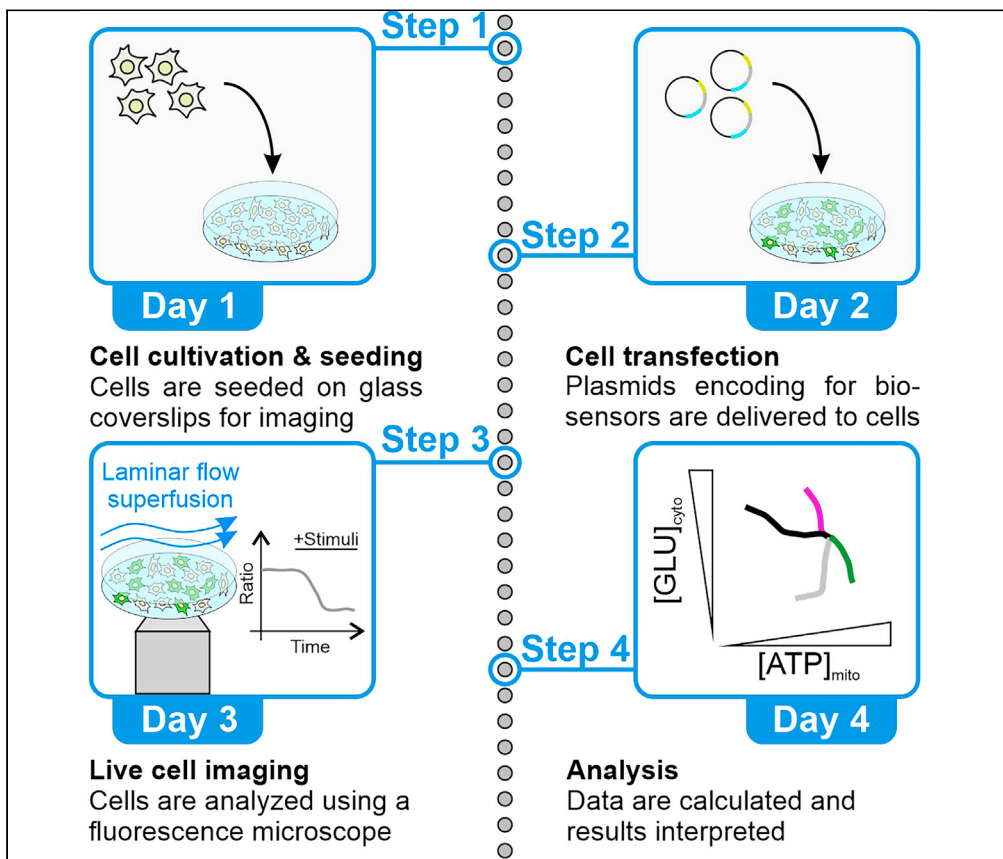 Step 1
Day 1
Cell cultivation & seeding
Cells are seeded on glass
coverslips for imaging
Step 2
Day 2
Cell transfection
Plasmids encoding for bio-
sensors are delivered to cells
Step 3
Laminar flow
superfusion
+Stimuli
Ratio
Time
Day 3
Live cell imaging
Cells are analyzed using a
fluorescence microscope
Step 4
[GLU]cyto
[ATP]mito
Day 4
Analysis
Data are calculated and
results interpreted